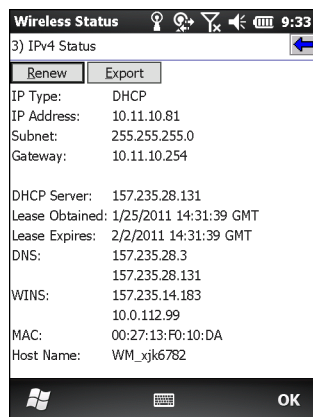 Wireless Status 9:33
3) IPv4 Status
Renew Export
IP Type: DHCP
IP Address: 10.11.10.81
Subnet: 255.255.255.0
Gateway: 10.11.10.254
DHCP Server: 157.235.28.131
Lease Obtained: 1/25/2011 14:31:39 GMT
Lease Expires: 2/2/2011 14:31:39 GMT
DNS: 157.235.28.3
157.235.28.131
WINS: 157.235.14.183
10.0.112.99
MAC: 00:27:13:F0:10:DA
Host Name: WM_xjk6782
OK